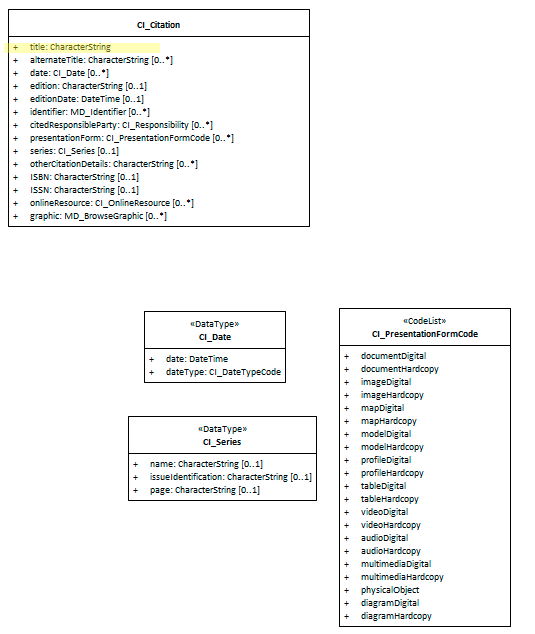 CI_Citation
+ title: CharacterString
+ alternateTitle: CharacterString [0..*]
+ date: CI_Date [0..*]
+ edition: CharacterString [0..1]
+ editionDate: DateTime [0..1]
+ identifier: MD_Identifier [0..*]
+ citedResponsibleParty: CI_Responsibility [0..*]
+ presentationForm: CI_PresentationFormCode [0..*]
+ series: CI_Series [0..1]
+ otherCitationDetails: CharacterString [0..*]
+ ISBN: CharacterString [0..1]
+ ISSN: CharacterString [0..1]
+ onlineResource: CI_OnlineResource [0..*]
+ graphic: MD_BrowseGraphic [0..*]
«DataType»
CI_Date
+ date: DateTime
+ dateType: CI_DateTypeCode
«DataType»
CI_Series
+ name: CharacterString [0..1]
+ issueIdentification: CharacterString [0..1]
+ page: CharacterString [0..1]
«CodeList»
CI_PresentationFormCode
+ documentDigital
+ documentHardcopy
+ imageDigital
+ imageHardcopy
+ mapDigital
+ mapHardcopy
+ modelDigital
+ modelHardcopy
+ profileDigital
+ profileHardcopy
+ tableDigital
+ tableHardcopy
+ videoDigital
+ videoHardcopy
+ audioDigital
+ audioHardcopy
+ multimediaDigital
+ multimediaHardcopy
+ physicalObject
+ diagramDigital
+ diagramHardcopy